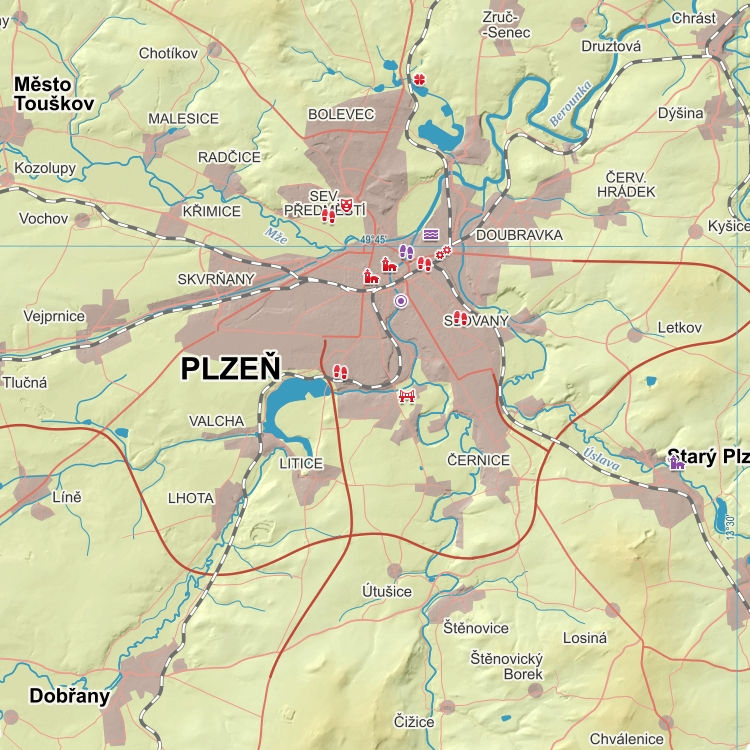 Zruč-
-Senec
Chrást
Druztová
Chotíkov
Město
Touškov
BOLEVEC
Berounka
MALESICE
Dýšina
RADČICE
Kozolupy
SEV.
PŘEDMĚSTÍ
ČERV.
HRÁDEK
Vochov
KŘIMICE
Kyšice
Mže
49°45'
DOUBRAVKA
SKVRŇANY
Vejprnice
SLOVANY
Letkov
PLZEŇ
Tlučná
VALCHA
LITICE
ČERNICE
Úslava
Starý Plz
Líně
LHOTA
13°30'
Útušice
Štěnovice
Losiná
Štěnovický
Borek
Dobřany
Čižice
Chválenice